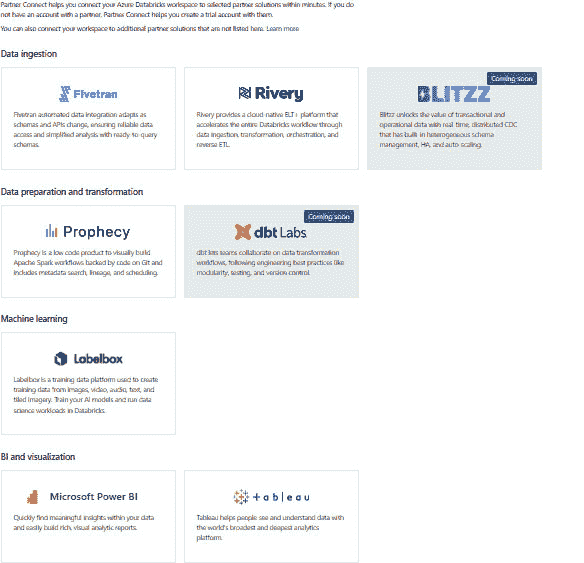 Partner Connect helps you connect your Azure Databricks workspace to selected partner solutions within minutes. If you do
not have an account with a partner. Partner Connect helps you create a trial account with them.
You can also connect your workspace to additional partner solutions that are not listed here. Learn more
Data ingestion
Fivetran
Fivetran automated data integration adapts as
schemas and APIs change, ensuring reliable data
access and simplified analysis with ready-to-query
schemas.
Rivery
Rivery provides a cloud-native ELT+ platform that
accelerates the entire Databricks workflow through
data ingestion, transformation, orchestration, and
reverse ETL.
Coming soon
BLITZZ
Blitzz unlocks the value of transactional and
operational data with real-time, distributed CDC
that has built-in heterogeneous schema
management, HA, and auto-scaling.
Data preparation and transformation
Prophecy
Prophecy is a low code product to visually build
Apache Spark workflows backed by code on Git and
includes metadata search, lineage, and scheduling.
Coming soon
dbt Labs
dbt lets teams collaborate on data transformation
workflows, following engineering best practices like
modularity, testing, and version control.
Machine learning
Labelbox
Labelbox is a training data platform used to create
training data from images, video, audio, text, and
tiled imagery. Train your AI models and run data
science workloads in Databricks.
BI and visualization
Microsoft Power BI
Quickly find meaningful insights within your data
and easily build rich, visual analytic reports.
+ableau
Tableau helps people see and understand data with
the world's broadest and deepest analytics
platform.